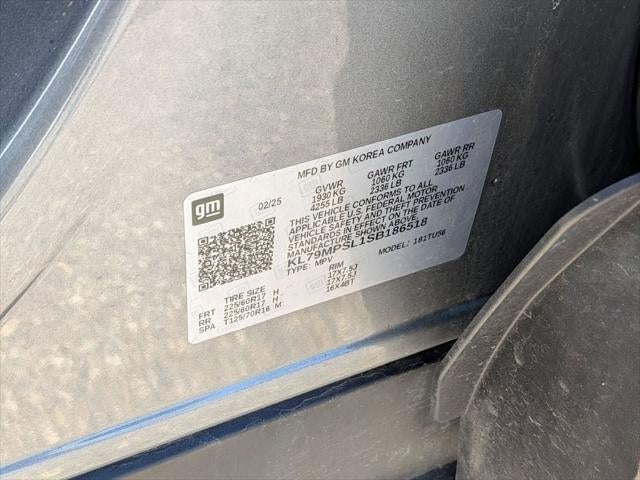 gm
02/25
MFD BY GM KOREA COMPANY
GVWR GAWR FRT GAWR RR
1930 KG 1060 KG 1060 KG
4255 LB 2336 LB 2336 LB
THIS VEHICLE CONFORMS TO ALL
APPLICABLE U.S. FEDERAL MOTOR
VEHICLE SAFETY AND THEFT PREVENTION
STANDARDS IN EFFECT ON THE DATE OF
MANUFACTURE SHOWN ABOVE.
KL79MPSL1SB186518
TYPE: MPV MODEL: 181TU56
TIRE SIZE RIM
FRT 225/60R17 H 17X7.5J
RR 225/60R17 H 17X7.5J
SPA T125/70R16 M 16X4BT